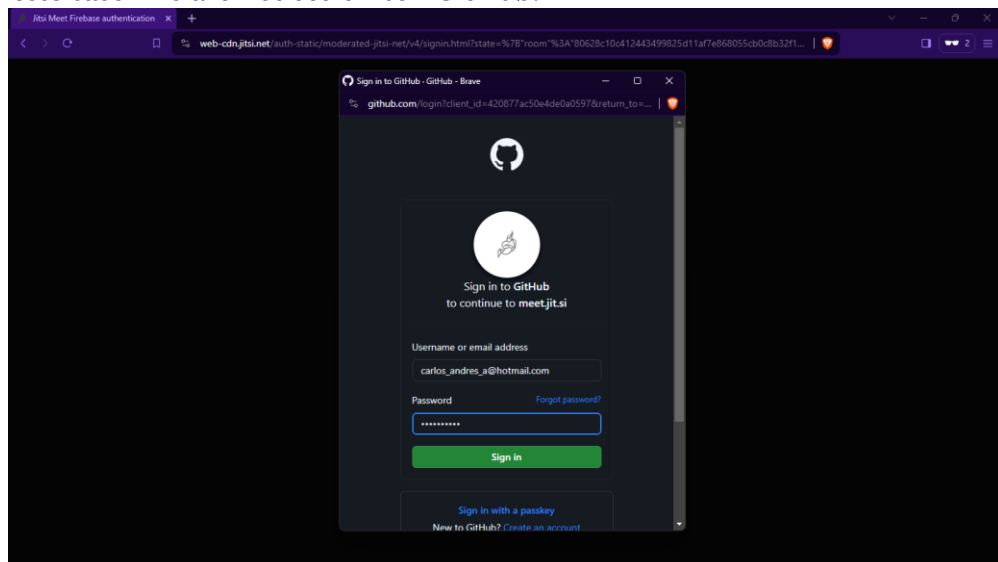 Jitsi Meet Firebase authentication
web-cdn.jitsi.net/auth-static/moderated-jitsi-net/v4/signin.html?state=%7B"room"%3A"80628c10c412443499825d11af7e868055cb0c8b32f1...
2
Sign in to GitHub · GitHub - Brave
github.com/login?client_id=420877ac50e4de0a0597&return_to=...
Sign in to GitHub
to continue to meet.jit.si
Username or email address
carlos_andres_a@hotmail.com
Password Forgot password?
Sign in
Sign in with a passkey
New to GitHub? Create an account